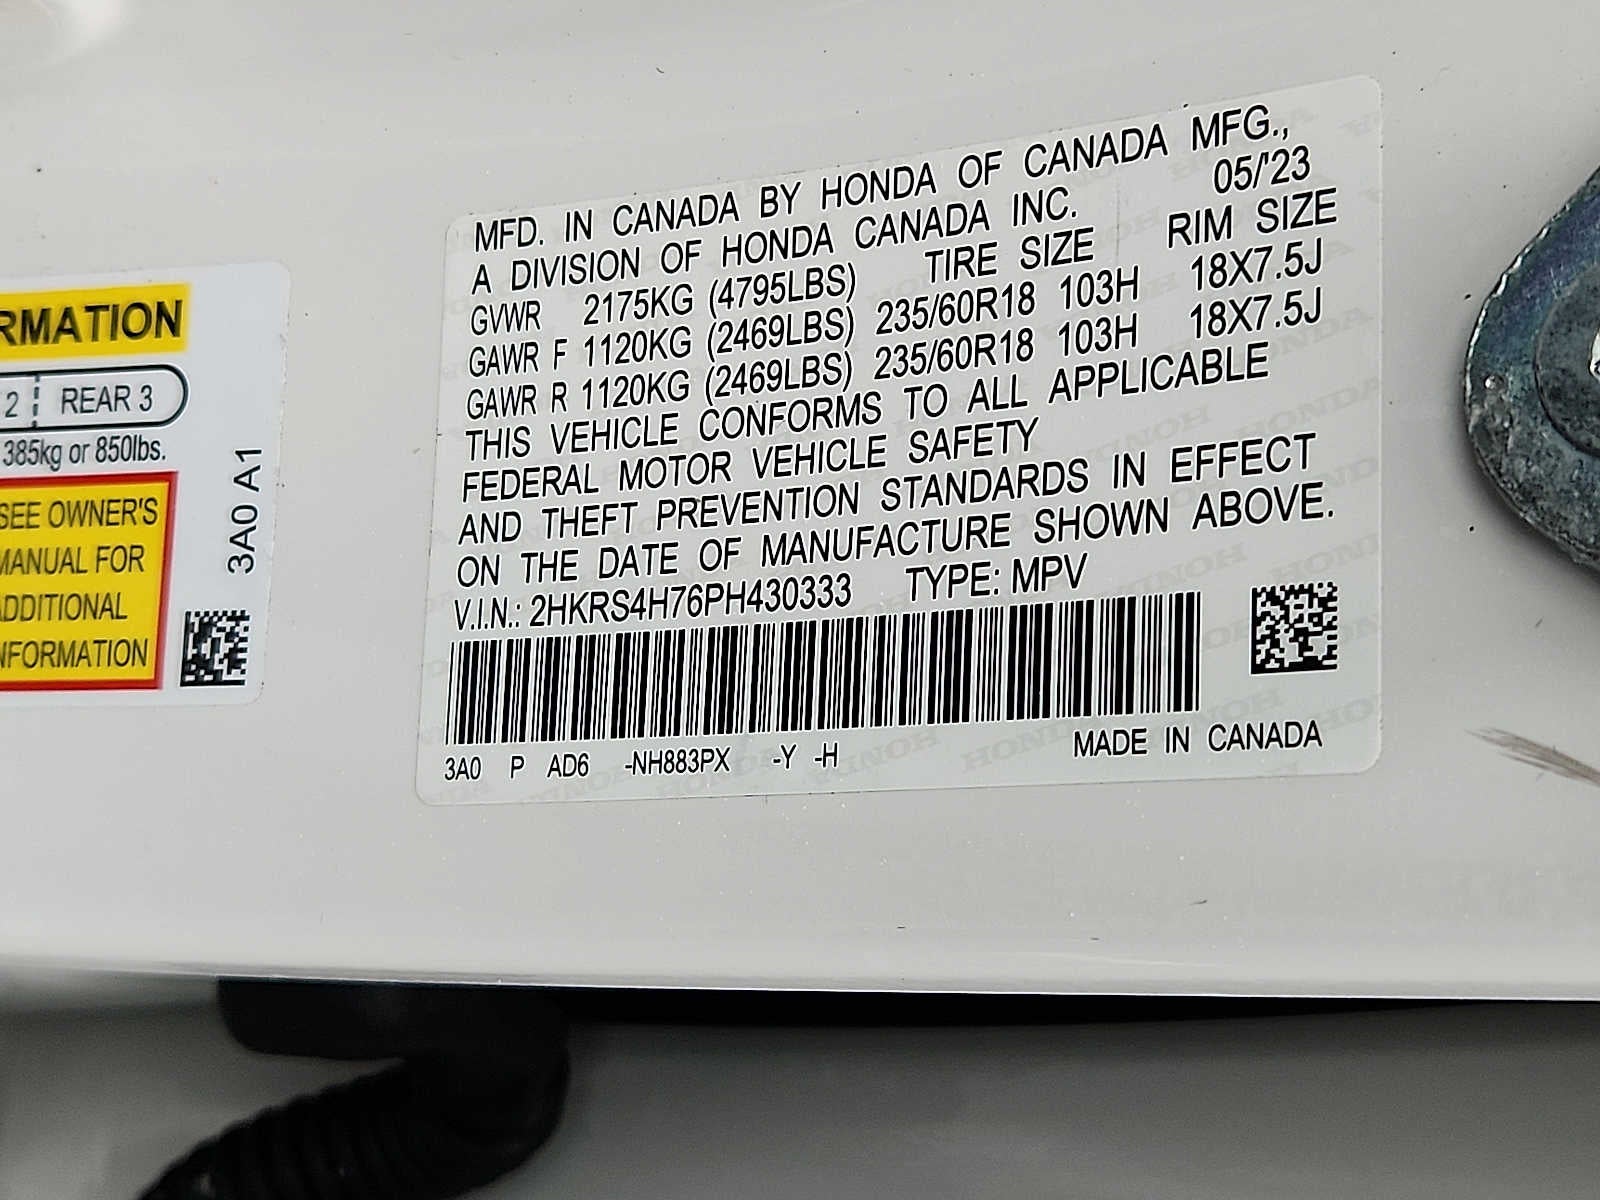 RMATION
2 REAR 3
385kg or 850lbs.
SEE OWNER'S
MANUAL FOR
ADDITIONAL
INFORMATION
3A0 A1
MFD. IN CANADA BY HONDA OF CANADA MFG.,
A DIVISION OF HONDA CANADA INC. 05/'23
GVWR 2175KG (4795LBS) TIRE SIZE RIM SIZE
GAWR F 1120KG (2469LBS) 235/60R18 103H 18X7.5J
GAWR R 1120KG (2469LBS) 235/60R18 103H 18X7.5J
THIS VEHICLE CONFORMS TO ALL APPLICABLE
FEDERAL MOTOR VEHICLE SAFETY
AND THEFT PREVENTION STANDARDS IN EFFECT
ON THE DATE OF MANUFACTURE SHOWN ABOVE.
V.I.N.: 2HKRS4H76PH430333 TYPE: MPV
3A0 P AD6 -NH883PX -Y -H MADE IN CANADA